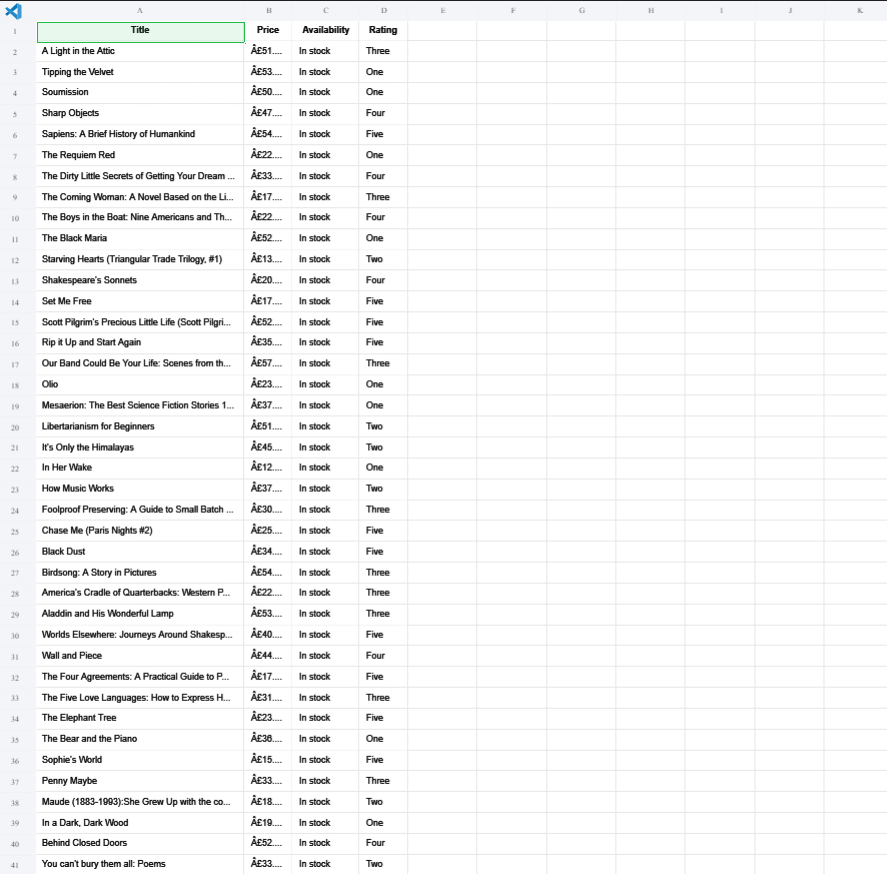 A B C D E F G H I J K
1 Title Price Availability Rating
2 A Light in the Attic Â£51.... In stock Three
3 Tipping the Velvet Â£53.... In stock One
4 Soumission Â£50.... In stock One
5 Sharp Objects Â£47.... In stock Four
6 Sapiens: A Brief History of Humankind Â£54.... In stock Five
7 The Requiem Red Â£22.... In stock One
8 The Dirty Little Secrets of Getting Your Dream ... Â£33.... In stock Four
9 The Coming Woman: A Novel Based on the Li... Â£17.... In stock Three
10 The Boys in the Boat: Nine Americans and Th... Â£22.... In stock Four
11 The Black Maria Â£52.... In stock One
12 Starving Hearts (Triangular Trade Trilogy, #1) Â£13.... In stock Two
13 Shakespeare's Sonnets Â£20.... In stock Four
14 Set Me Free Â£17.... In stock Five
15 Scott Pilgrim's Precious Little Life (Scott Pilgri... Â£52.... In stock Five
16 Rip it Up and Start Again Â£35.... In stock Five
17 Our Band Could Be Your Life: Scenes from th... Â£57.... In stock Three
18 Olio Â£23.... In stock One
19 Mesaerion: The Best Science Fiction Stories 1... Â£37.... In stock One
20 Libertarianism for Beginners Â£51.... In stock Two
21 It's Only the Himalayas Â£45.... In stock Two
22 In Her Wake Â£12.... In stock One
23 How Music Works Â£37.... In stock Two
24 Foolproof Preserving: A Guide to Small Batch ... Â£30.... In stock Three
25 Chase Me (Paris Nights #2) Â£25.... In stock Five
26 Black Dust Â£34.... In stock Five
27 Birdsong: A Story in Pictures Â£54.... In stock Three
28 America's Cradle of Quarterbacks: Western P... Â£22.... In stock Three
29 Aladdin and His Wonderful Lamp Â£53.... In stock Three
30 Worlds Elsewhere: Journeys Around Shakesp... Â£40.... In stock Five
31 Wall and Piece Â£44.... In stock Four
32 The Four Agreements: A Practical Guide to P... Â£17.... In stock Five
33 The Five Love Languages: How to Express H... Â£31.... In stock Three
34 The Elephant Tree Â£23.... In stock Five
35 The Bear and the Piano Â£36.... In stock One
36 Sophie's World Â£15.... In stock Five
37 Penny Maybe Â£33.... In stock Three
38 Maude (1883-1993):She Grew Up with the co... Â£18.... In stock Two
39 In a Dark, Dark Wood Â£19.... In stock One
40 Behind Closed Doors Â£52.... In stock Four
41 You can't bury them all: Poems Â£33.... In stock Two